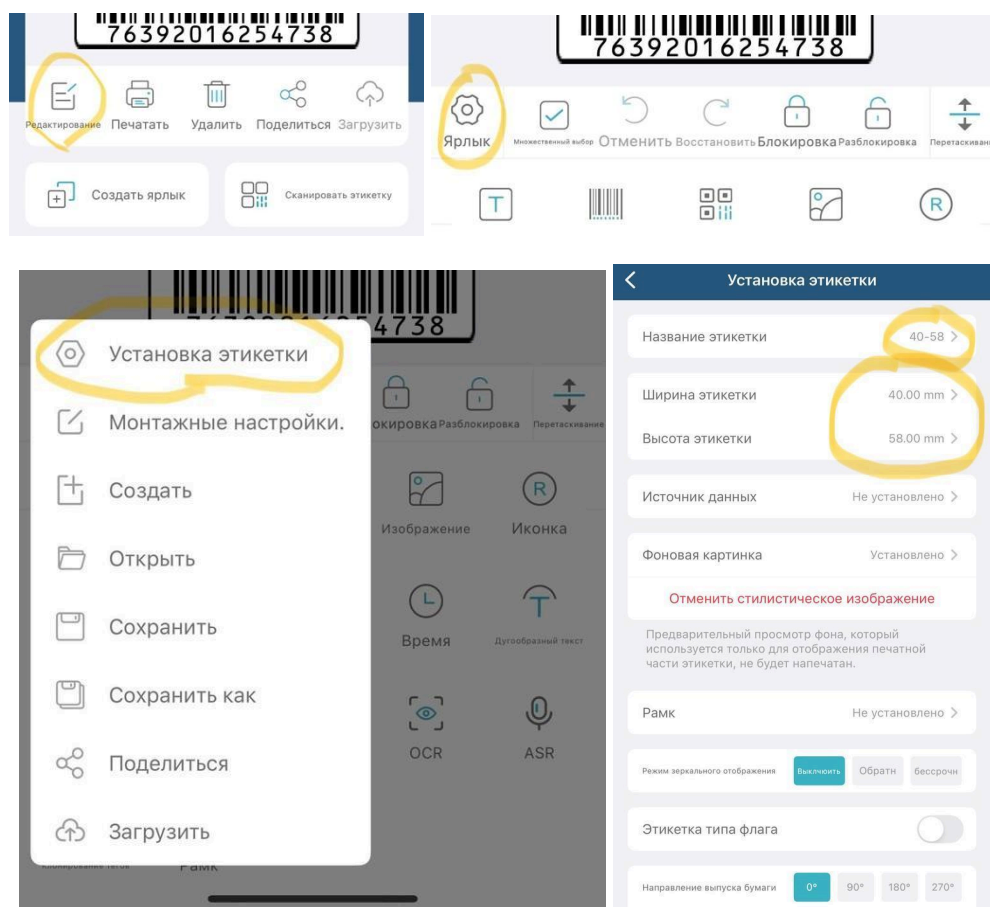 76392016254738
Редактирование Печатать Удалить Поделиться Загрузить
Создать ярлык Сканировать этикетку
76392016254738
Ярлык Множественный выбор Отменить Восстановить Блокировка Разблокировка Перетаскивани
T R
4738
Установка этикетки
Монтажные настройки.
Создать
Открыть
Сохранить
Сохранить как
Поделиться
Загрузить
окировка Разблокировка Перетаскивание
Изображение Иконка
Время Дугообразный текст
OCR ASR
Рамк
Установка этикетки
Название этикетки 40-58
Ширина этикетки 40.00 mm
Высота этикетки 58.00 mm
Источник данных Не установлено
Фоновая картинка Установлено
Отменить стилистическое изображение
Предварительный просмотр фона, который
используется только для отображения печатной
части этикетки, не будет напечатан.
Рамк Не установлено
Режим зеркального отображения Выключить Обратн бессрочн
Этикетка типа флага
Направление выпуска бумаги 0° 90° 180° 270°